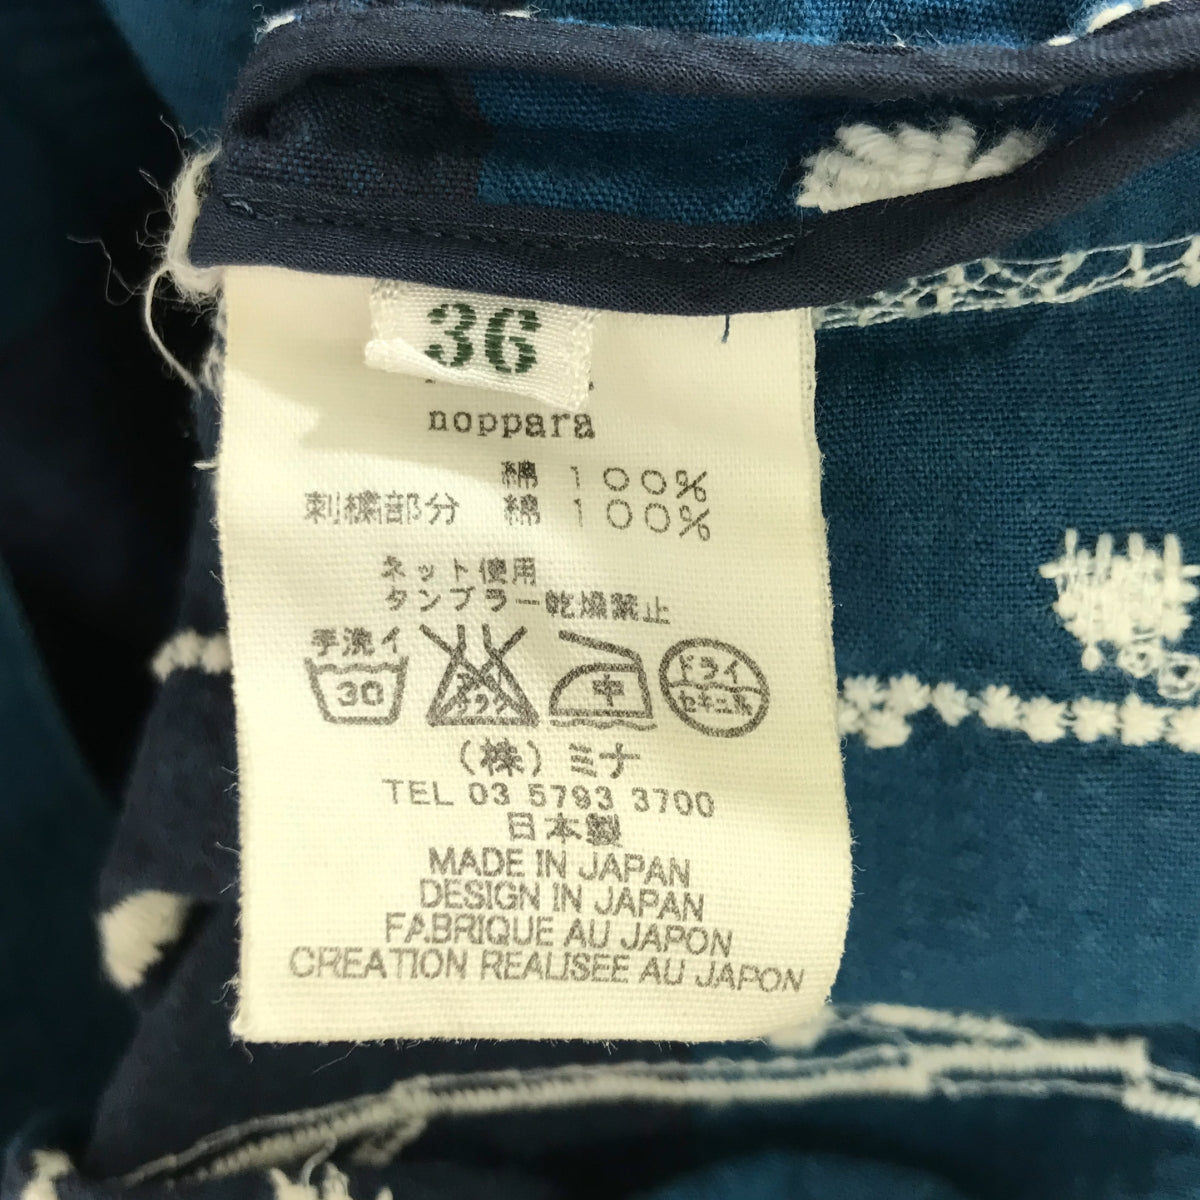 36
noppara
綿 100%
刺繍部分 綿 100%
ネット使用
タンブラー乾燥禁止
手洗イ
30
中
ドライ
セキユ系
(株)ミナ
TEL 03 5793 3700
日本製
MADE IN JAPAN
DESIGN IN JAPAN
FABRIQUE AU JAPON
CREATION REALISEE AU JAPON